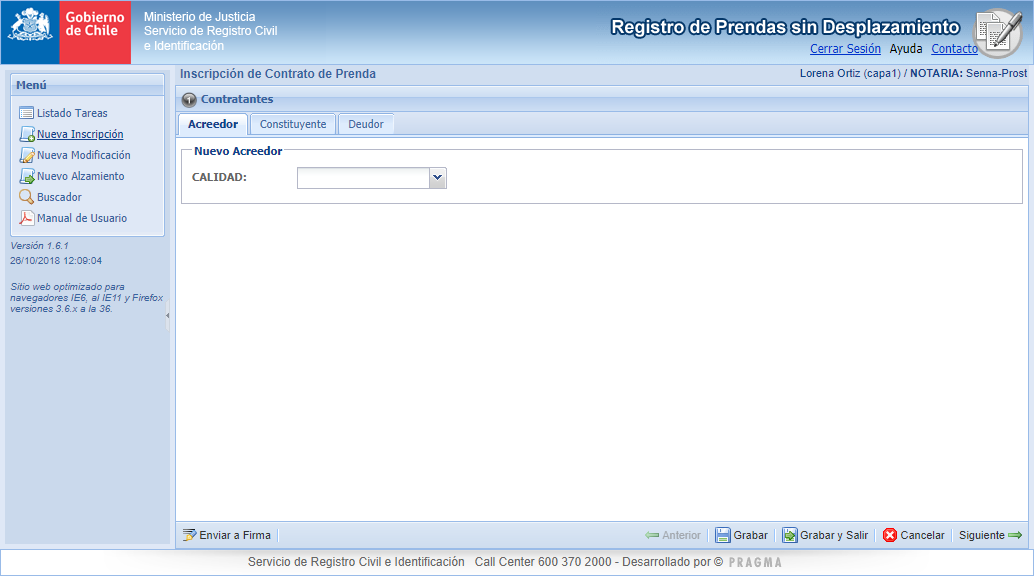 Gobierno
de Chile
Ministerio de Justicia
Servicio de Registro Civil
e Identificación
Registro de Prendas sin Desplazamiento
Cerrar Sesión Ayuda Contacto
Menú
Listado Tareas
Nueva Inscripción
Nueva Modificación
Nuevo Alzamiento
Buscador
Manual de Usuario
Versión 1.6.1
26/10/2018 12:09:04
Sitio web optimizado para
navegadores IE6, al IE11 y Firefox
versiones 3.6.x a la 36.
Inscripción de Contrato de Prenda
Lorena Ortiz (capa1) / NOTARIA: Senna-Prost
1 Contratantes
Acreedor Constituyente Deudor
Nuevo Acreedor
CALIDAD:
Enviar a Firma Anterior Grabar Grabar y Salir Cancelar Siguiente
Servicio de Registro Civil e Identificación Call Center 600 370 2000 - Desarrollado por © PRAGMA